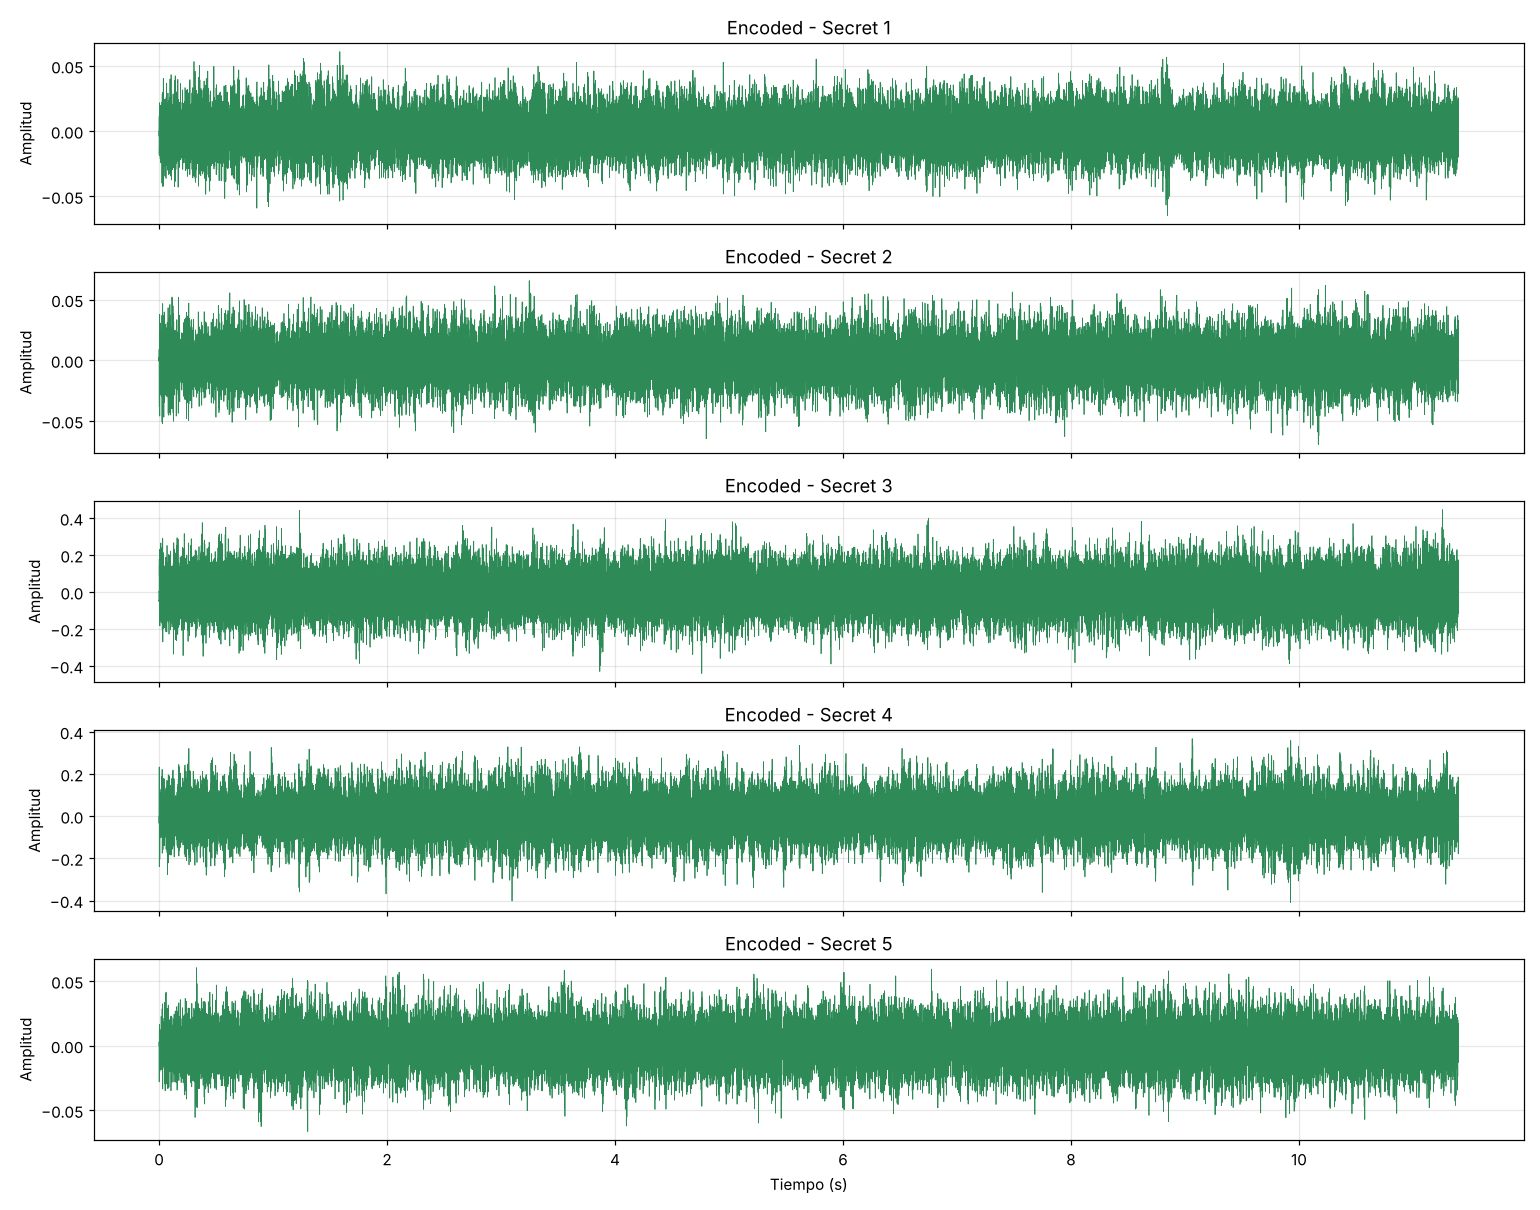 Encoded - Secret 1
Amplitud
0.05
0.00
−0.05
Encoded - Secret 2
Amplitud
0.05
0.00
−0.05
Encoded - Secret 3
Amplitud
0.4
0.2
0.0
−0.2
−0.4
Encoded - Secret 4
Amplitud
0.4
0.2
0.0
−0.2
−0.4
Encoded - Secret 5
Amplitud
0.05
0.00
−0.05
0 2 4 6 8 10
Tiempo (s)